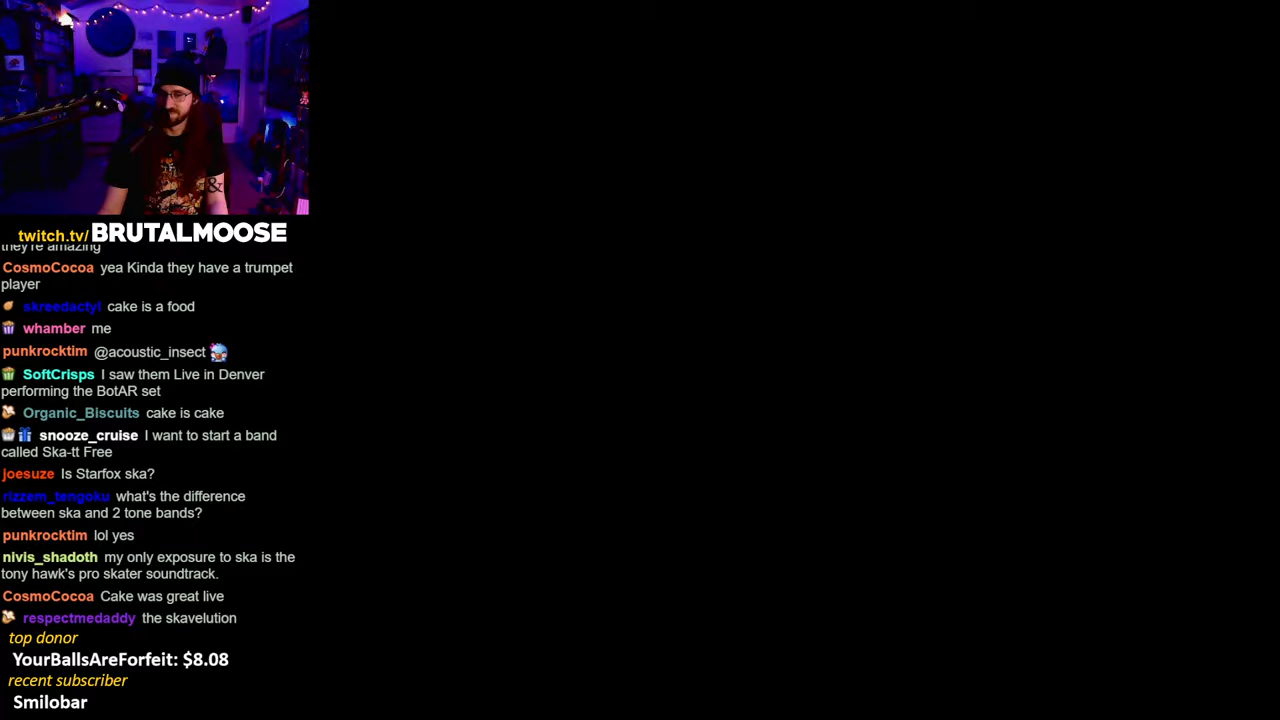 &
twitch.tv/BRUTALMOOSE
they're amazing
CosmoCocoa yea Kinda they have a trumpet
player
skreedactyl cake is a food
whamber me
punkrocktim @acoustic_insect
SoftCrisps I saw them Live in Denver
performing the BotAR set
Organic_Biscuits cake is cake
snooze_cruise I want to start a band
called Ska-tt Free
joesuze Is Starfox ska?
rizzem_tengoku what's the difference
between ska and 2 tone bands?
punkrocktim lol yes
nivis_shadoth my only exposure to ska is the
tony hawk's pro skater soundtrack.
CosmoCocoa Cake was great live
respectmedaddy the skavelution
top donor
YourBallsAreForfeit: $8.08
recent subscriber
Smilobar